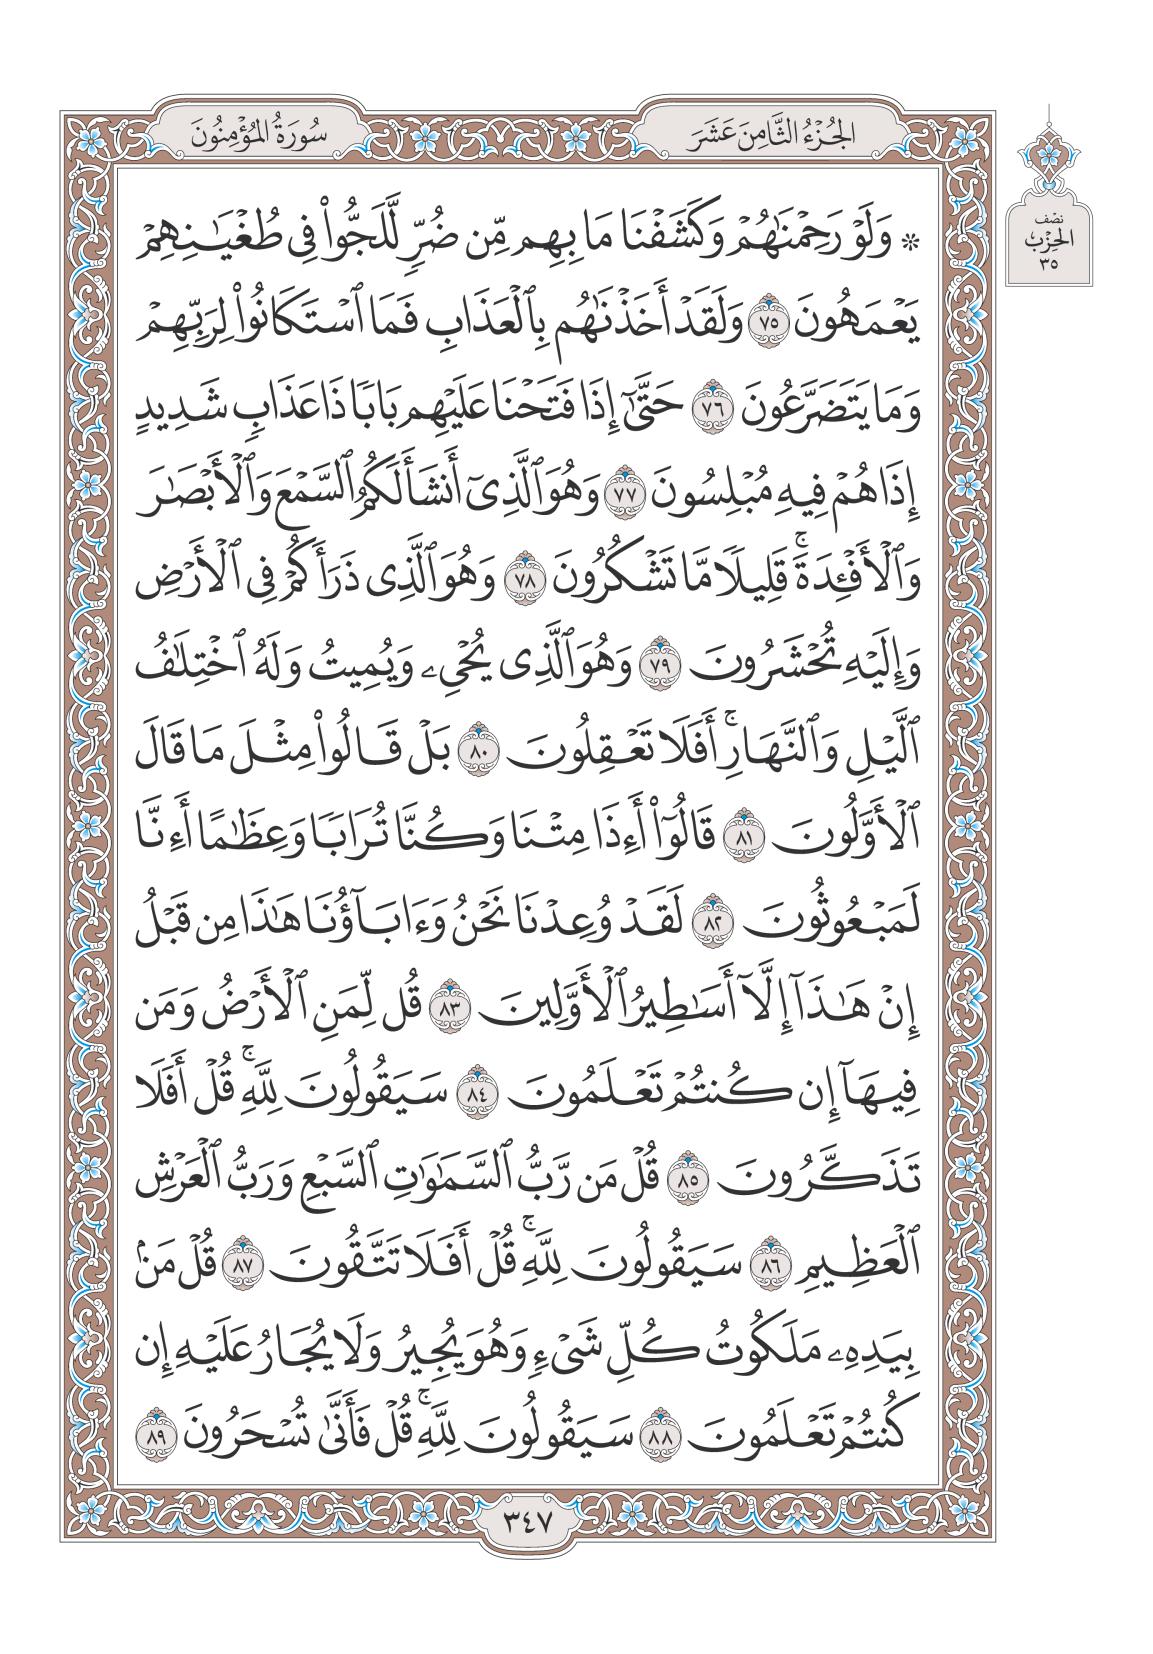 الجُزْءُ الثَّامِنَ عَشَرَ
سُورَةُ المُؤْمِنُونَ
نصف
الحِزْب
٣٥
۞ وَلَوۡ رَحِمۡنَٰهُمۡ وَكَشَفۡنَا مَا بِهِم مِّن ضُرّٖ لَّلَجُّواْ فِي طُغۡيَٰنِهِمۡ
يَعۡمَهُونَ ٧٥ وَلَقَدۡ أَخَذۡنَٰهُم بِٱلۡعَذَابِ فَمَا ٱسۡتَكَانُواْ لِرَبِّهِمۡ
وَمَا يَتَضَرَّعُونَ ٧٦ حَتَّىٰٓ إِذَا فَتَحۡنَا عَلَيۡهِم بَابٗا ذَا عَذَابٖ شَدِيدٍ
إِذَا هُمۡ فِيهِ مُبۡلِسُونَ ٧٧ وَهُوَ ٱلَّذِيٓ أَنشَأَ لَكُمُ ٱلسَّمۡعَ وَٱلۡأَبۡصَٰرَ
وَٱلۡأَفۡـِٔدَةَۚ قَلِيلٗا مَّا تَشۡكُرُونَ ٧٨ وَهُوَ ٱلَّذِي ذَرَأَكُمۡ فِي ٱلۡأَرۡضِ
وَإِلَيۡهِ تُحۡشَرُونَ ٧٩ وَهُوَ ٱلَّذِي يُحۡيِۦ وَيُمِيتُ وَلَهُ ٱخۡتِلَٰفُ
ٱلَّيۡلِ وَٱلنَّهَارِۚ أَفَلَا تَعۡقِلُونَ ٨٠ بَلۡ قَالُواْ مِثۡلَ مَا قَالَ
ٱلۡأَوَّلُونَ ٨١ قَالُوٓاْ أَءِذَا مِتۡنَا وَكُنَّا تُرَابٗا وَعِظَٰمًا أَءِنَّا
لَمَبۡعُوثُونَ ٨٢ لَقَدۡ وُعِدۡنَا نَحۡنُ وَءَابَآؤُنَا هَٰذَا مِن قَبۡلُ
إِنۡ هَٰذَآ إِلَّآ أَسَٰطِيرُ ٱلۡأَوَّلِينَ ٨٣ قُل لِّمَنِ ٱلۡأَرۡضُ وَمَن
فِيهَآ إِن كُنتُمۡ تَعۡلَمُونَ ٨٤ سَيَقُولُونَ لِلَّهِۚ قُلۡ أَفَلَا
تَذَكَّرُونَ ٨٥ قُلۡ مَن رَّبُّ ٱلسَّمَٰوَٰتِ ٱلسَّبۡعِ وَرَبُّ ٱلۡعَرۡشِ
ٱلۡعَظِيمِ ٨٦ سَيَقُولُونَ لِلَّهِۚ قُلۡ أَفَلَا تَتَّقُونَ ٨٧ قُلۡ مَنۢ
بِيَدِهِۦ مَلَكُوتُ كُلِّ شَيۡءٖ وَهُوَ يُجِيرُ وَلَا يُجَارُ عَلَيۡهِ إِن
كُنتُمۡ تَعۡلَمُونَ ٨٨ سَيَقُولُونَ لِلَّهِۚ قُلۡ فَأَنَّىٰ تُسۡحَرُونَ ٨٩
٣٤٧